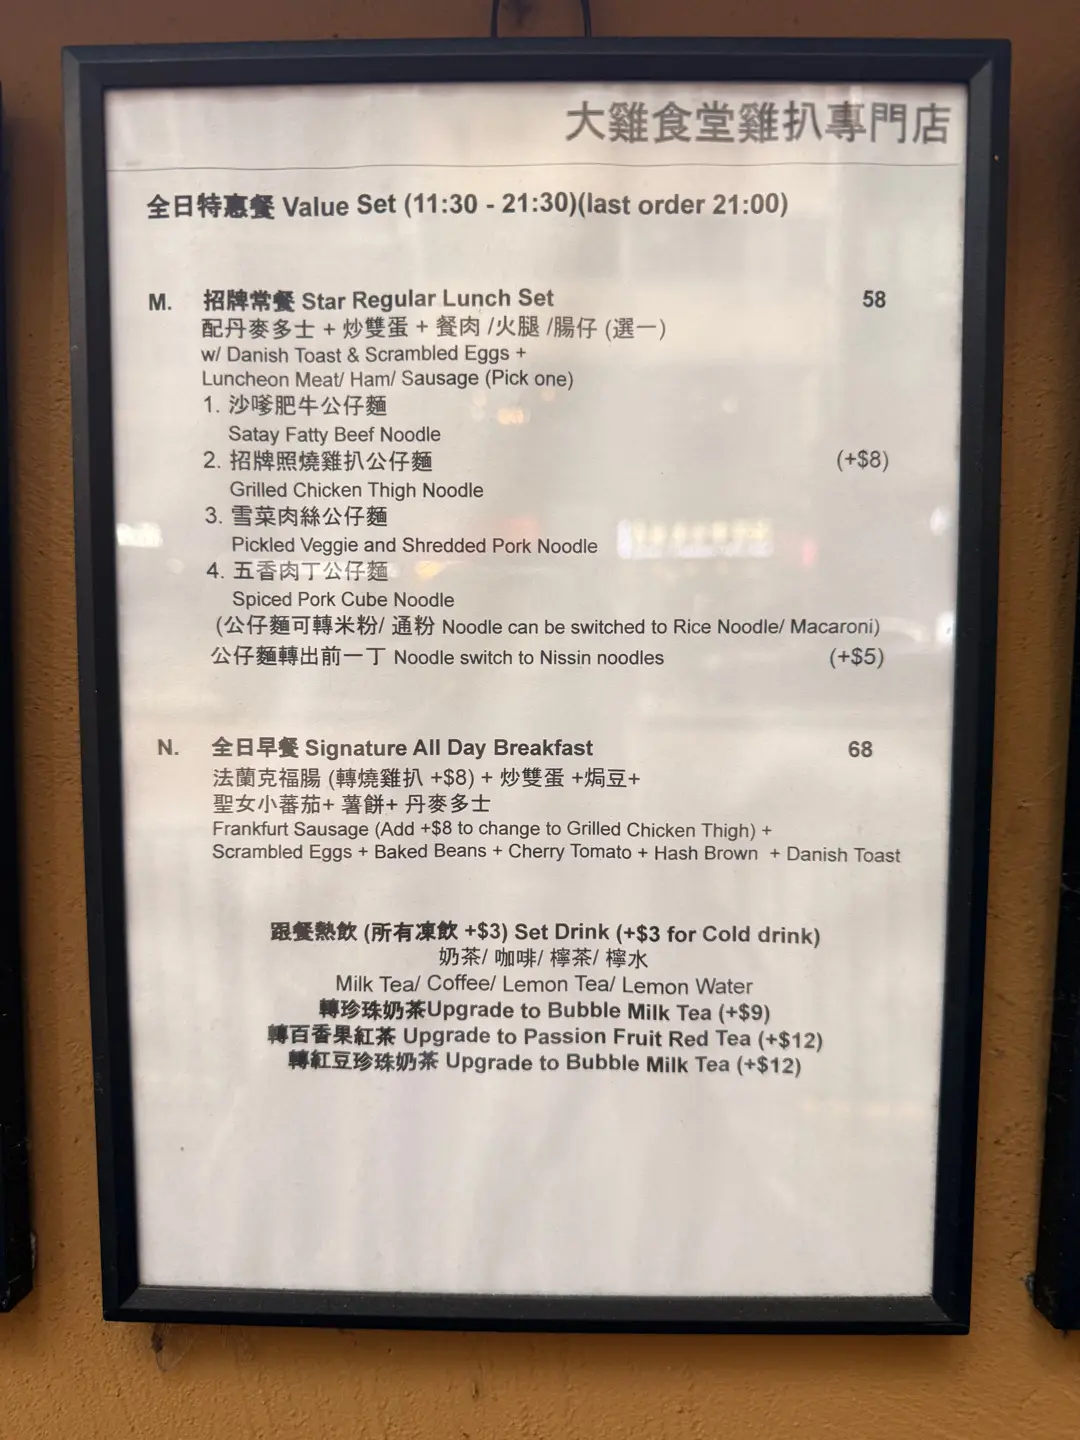 大雞食堂雞扒專門店
全日特惠餐 Value Set (11:30 - 21:30)(last order 21:00)
M. 招牌常餐 Star Regular Lunch Set 58
配丹麥多士 + 炒雙蛋 + 餐肉 /火腿 /腸仔 (選一)
w/ Danish Toast & Scrambled Eggs +
Luncheon Meat/ Ham/ Sausage (Pick one)
1. 沙嗲肥牛公仔麵
Satay Fatty Beef Noodle
2. 招牌照燒雞扒公仔麵 (+$8)
Grilled Chicken Thigh Noodle
3. 雪菜肉絲公仔麵
Pickled Veggie and Shredded Pork Noodle
4. 五香肉丁公仔麵
Spiced Pork Cube Noodle
(公仔麵可轉米粉/ 通粉 Noodle can be switched to Rice Noodle/ Macaroni)
公仔麵轉出前一丁 Noodle switch to Nissin noodles (+$5)
N. 全日早餐 Signature All Day Breakfast 68
法蘭克福腸 (轉燒雞扒 +$8) + 炒雙蛋 +焗豆+
聖女小蕃茄+ 薯餅+ 丹麥多士
Frankfurt Sausage (Add +$8 to change to Grilled Chicken Thigh) +
Scrambled Eggs + Baked Beans + Cherry Tomato + Hash Brown + Danish Toast
跟餐熱飲 (所有凍飲 +$3) Set Drink (+$3 for Cold drink)
奶茶/ 咖啡/ 檸茶/ 檸水
Milk Tea/ Coffee/ Lemon Tea/ Lemon Water
轉珍珠奶茶Upgrade to Bubble Milk Tea (+$9)
轉百香果紅茶 Upgrade to Passion Fruit Red Tea (+$12)
轉紅豆珍珠奶茶 Upgrade to Bubble Milk Tea (+$12)